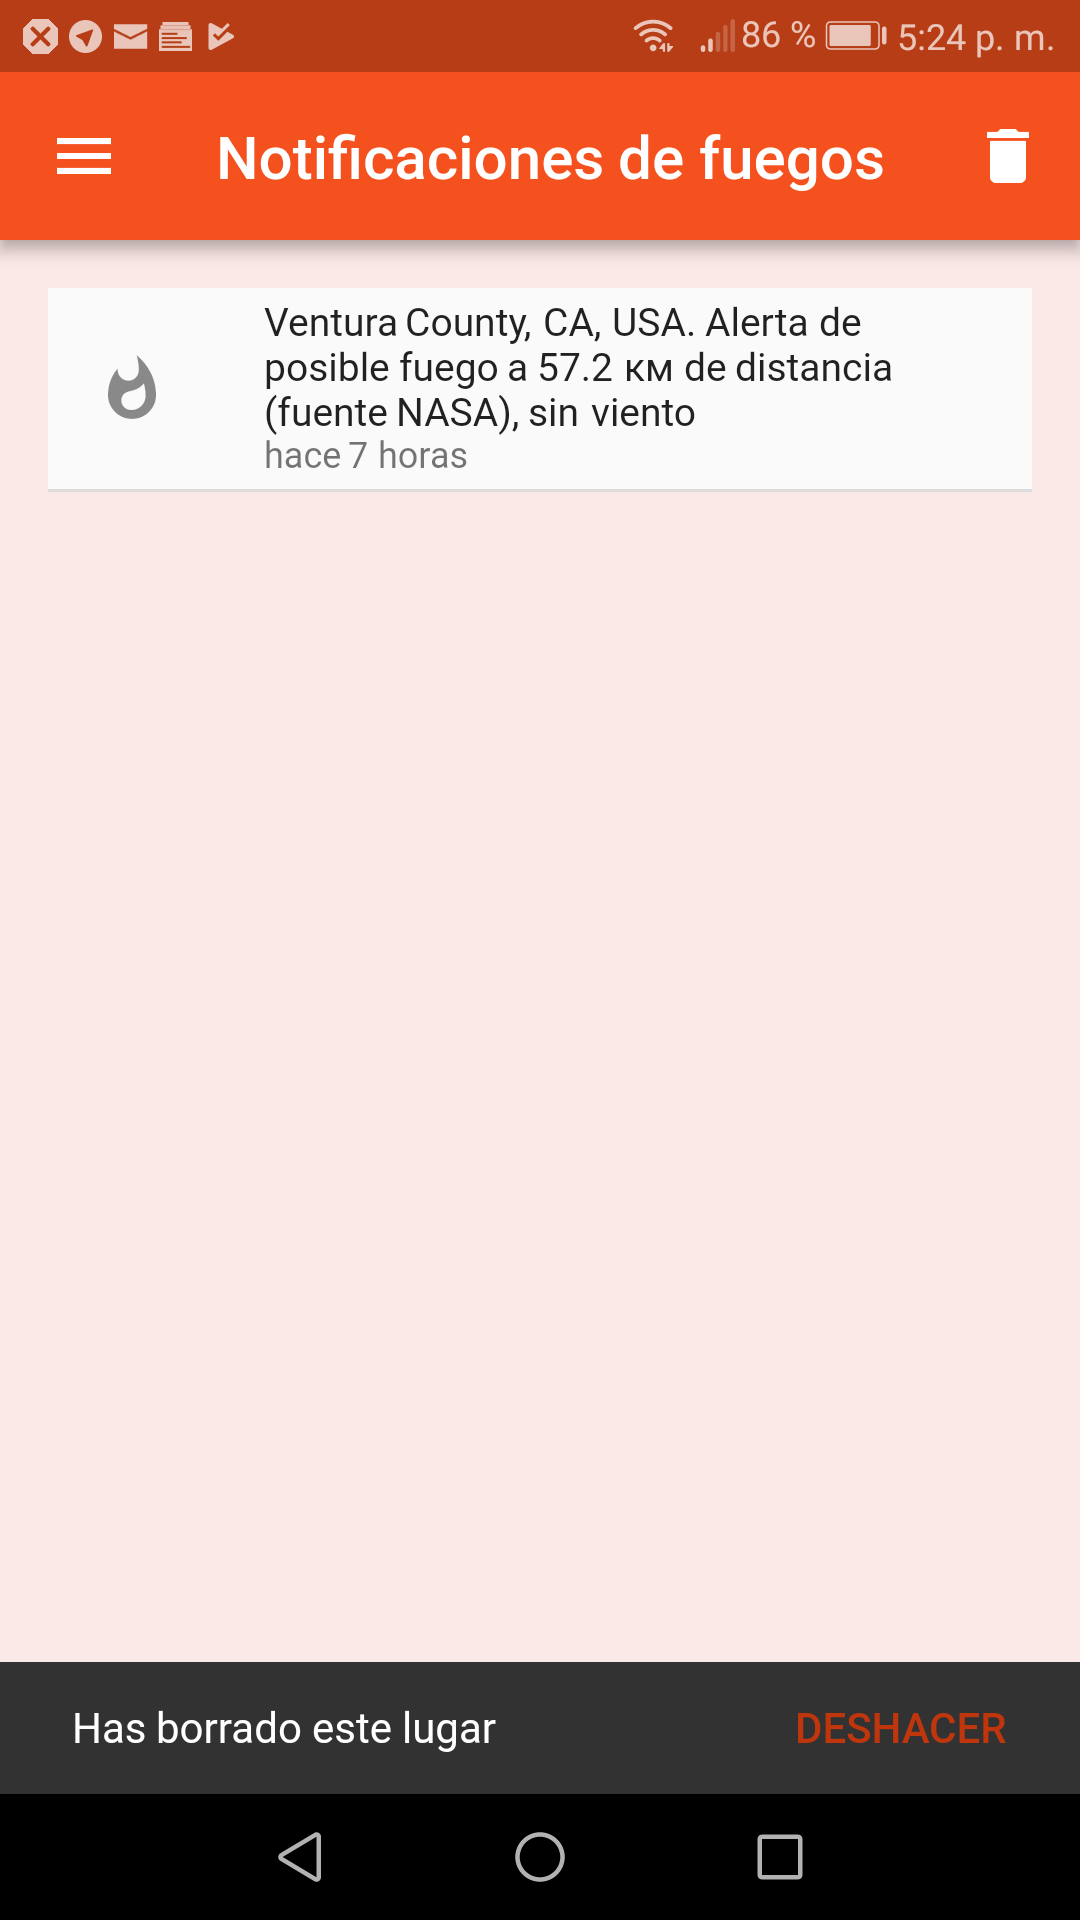 86 % 5:24 p. m.
Notificaciones de fuegos
Ventura County, CA, USA. Alerta de
posible fuego a 57.2 км de distancia
(fuente NASA), sin viento
hace 7 horas
Has borrado este lugar DESHACER